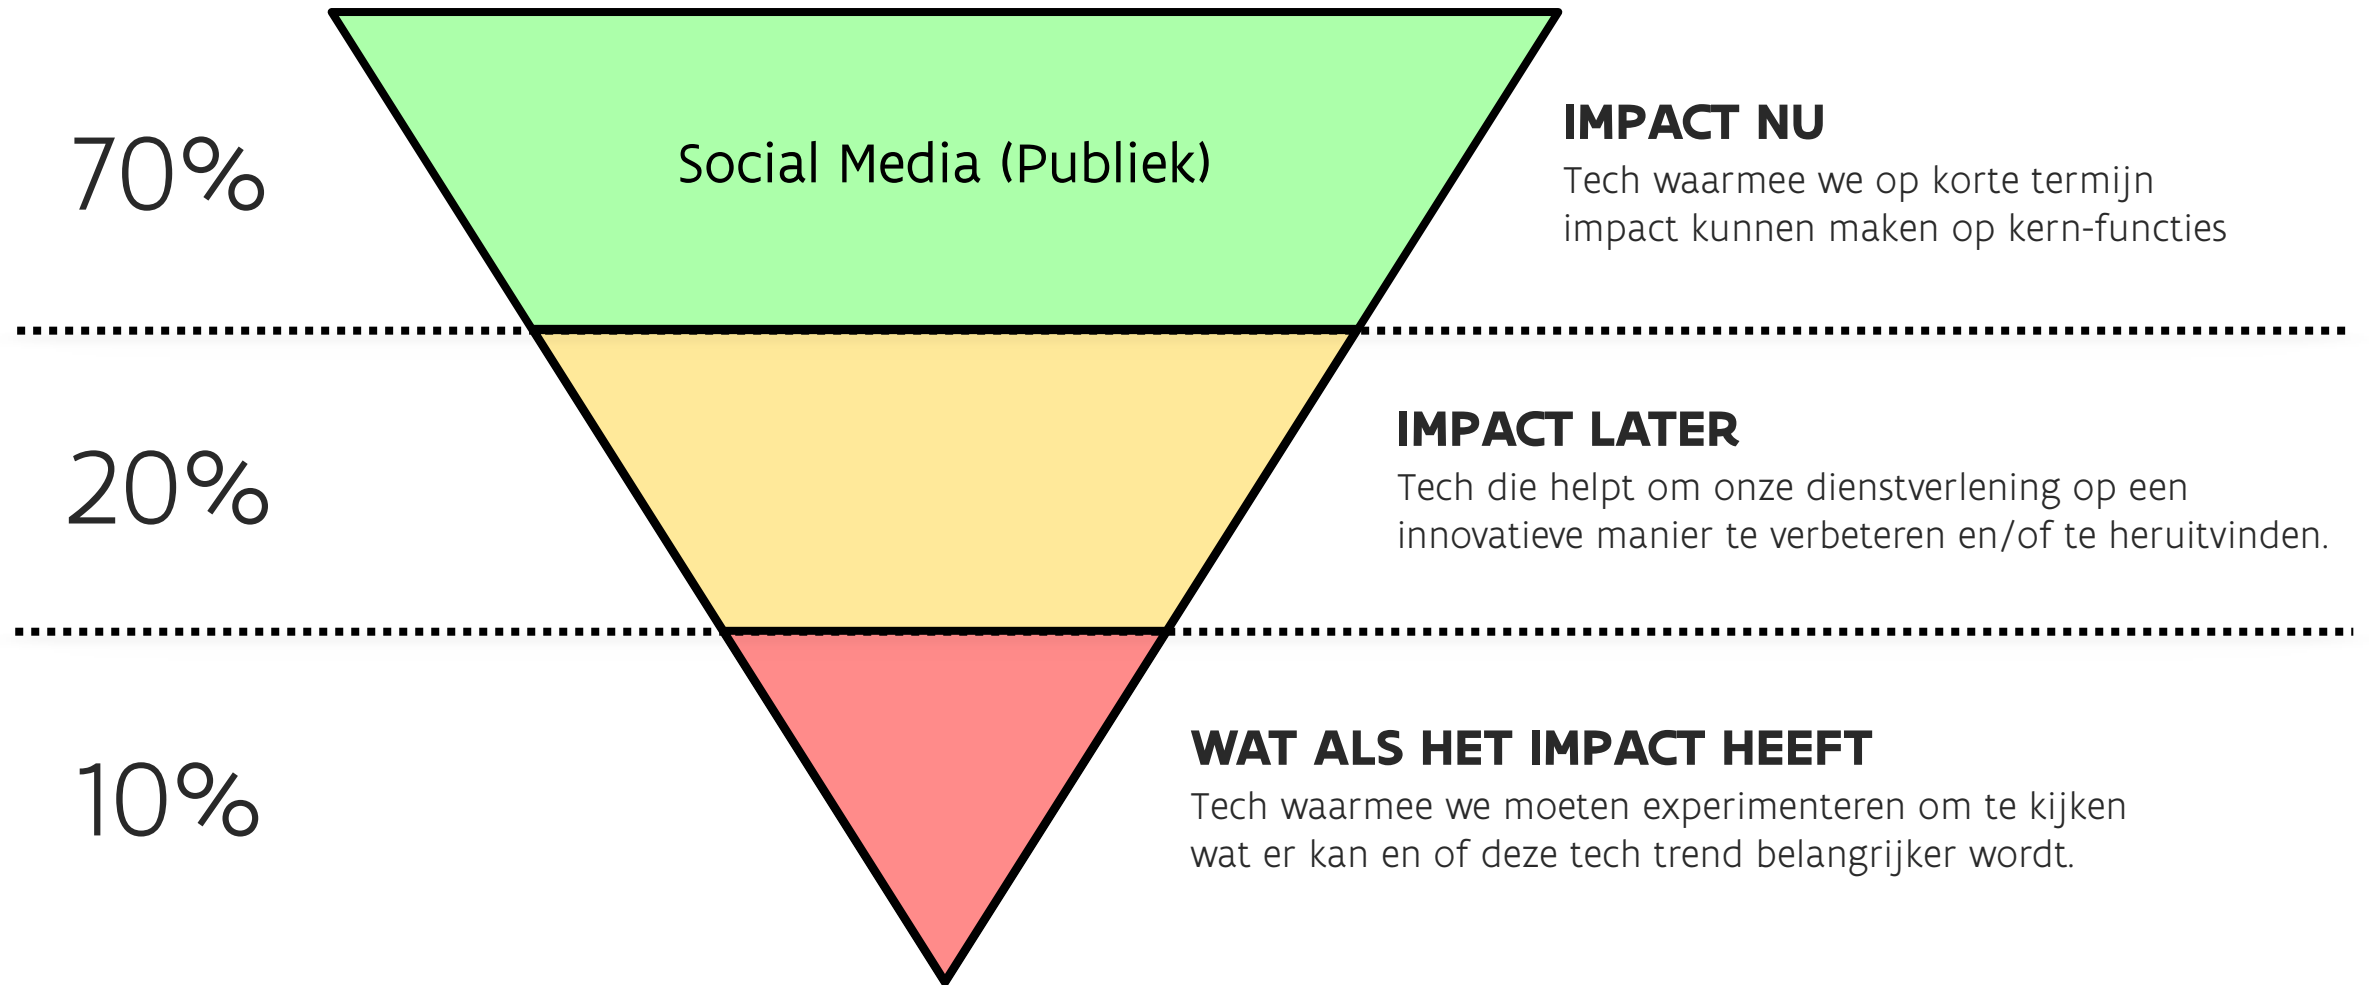 70%
Social Media (Publiek)
IMPACT NU
Tech waarmee we op korte termijn
impact kunnen maken op kern-functies
20%
IMPACT LATER
Tech die helpt om onze dienstverlening op een
innovatieve manier te verbeteren en/of te heruitvinden.
10%
WAT ALS HET IMPACT HEEFT
Tech waarmee we moeten experimenteren om te kijken
wat er kan en of deze tech trend belangrijker wordt.